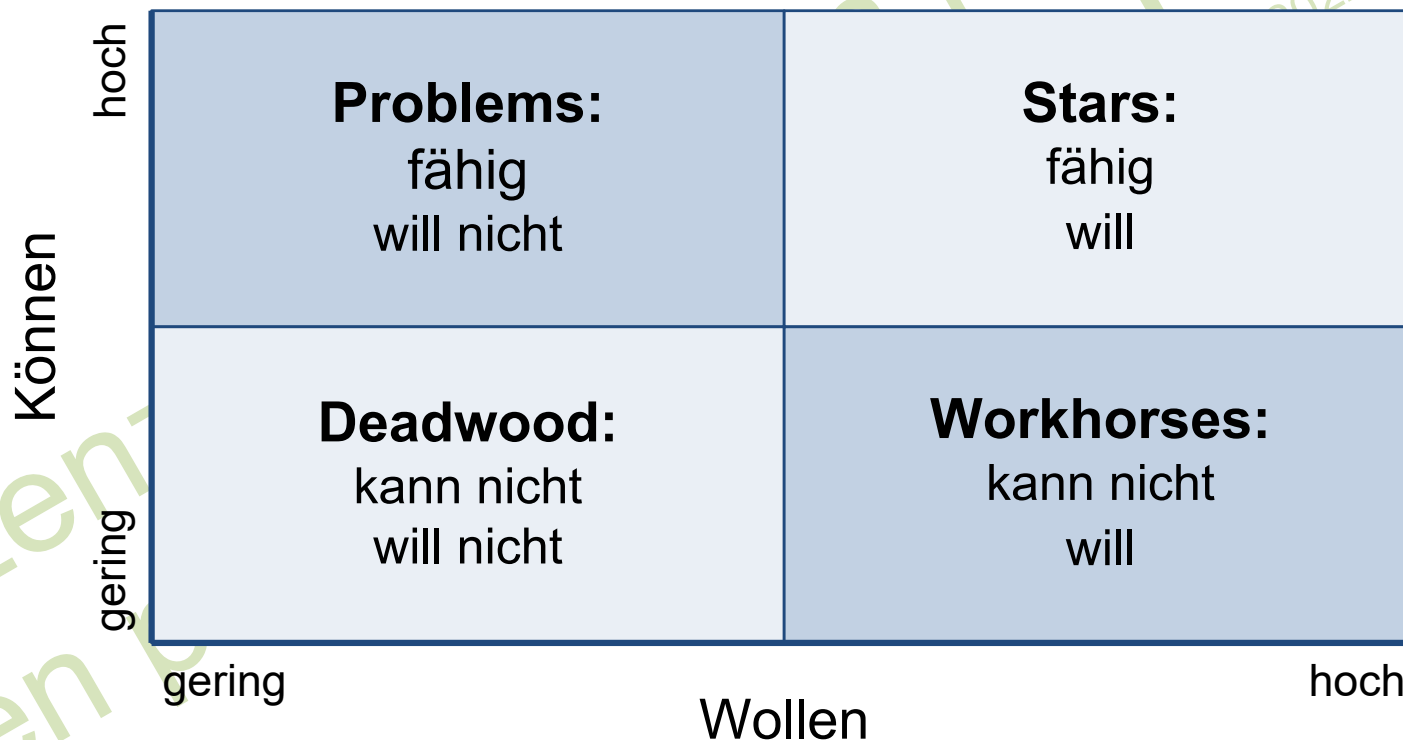 hoch
Problems:
fähig
will nicht
Stars:
fähig
will
Können
Deadwood:
kann nicht
will nicht
Workhorses:
kann nicht
will
gering
gering
hoch
Wollen